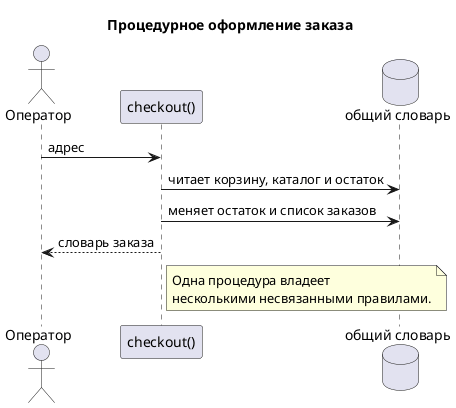 Процедурное оформление заказа
Оператор
checkout()
общий словарь
адрес
читает корзину, каталог и остаток
меняет остаток и список заказов
словарь заказа
Одна процедура владеет
несколькими несвязанными правилами.
Оператор
checkout()
общий словарь